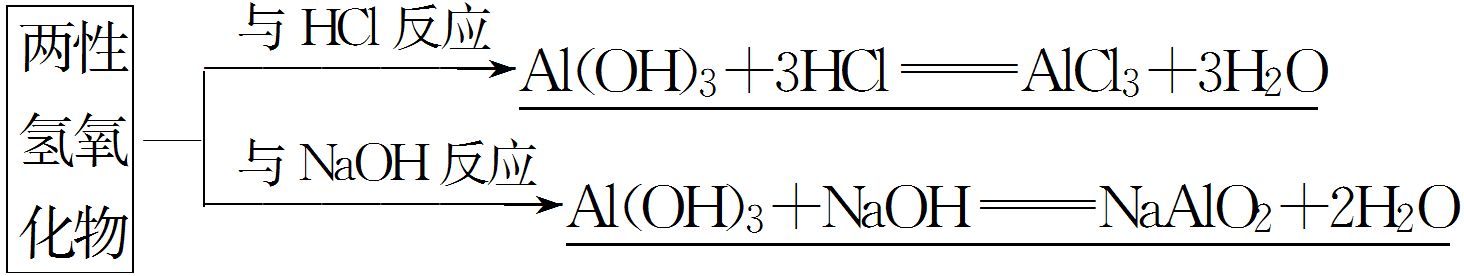 两性
氢氧
化物
与 HCl 反应
Al(OH)₃+3HCl══AlCl₃+3H₂O
与 NaOH 反应
Al(OH)₃+NaOH══NaAlO₂+2H₂O